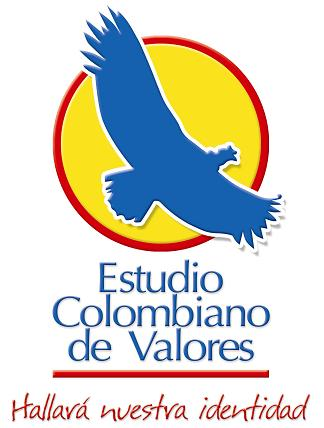 Estudio
Colombiano
de Valores
Hallará nuestra identidad